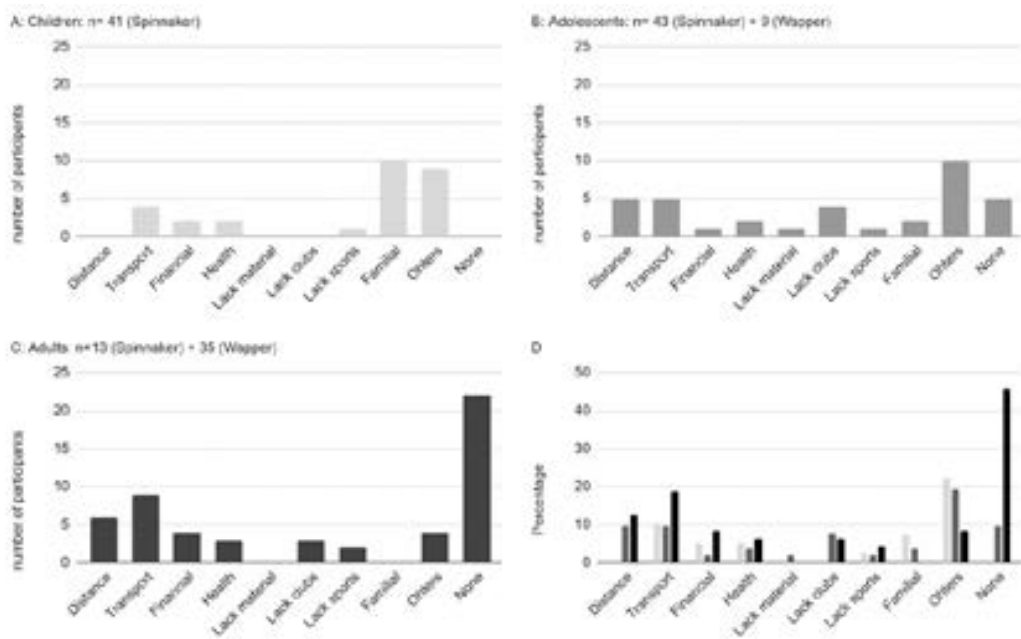 A: Children: n= 41 (Spinnaker)
number of participants
25
20
15
10
5
0
Distance
Transport
Financial
Health
Lack material
Lack clubs
Lack sports
Familial
Ohters
None
B: Adolescents: n= 43 (Spinnaker) + 9 (Wapper)
number of participants
25
20
15
10
5
0
Distance
Transport
Financial
Health
Lack material
Lack clubs
Lack sports
Familial
Ohters
None
C: Adults: n=13 (Spinnaker) + 35 (Wapper)
number of participants
25
20
15
10
5
0
Distance
Transport
Financial
Health
Lack material
Lack clubs
Lack sports
Familial
Ohters
None
D
Percentage
50
40
30
20
10
0
Distance
Transport
Financial
Health
Lack material
Lack clubs
Lack sports
Familial
Ohters
None